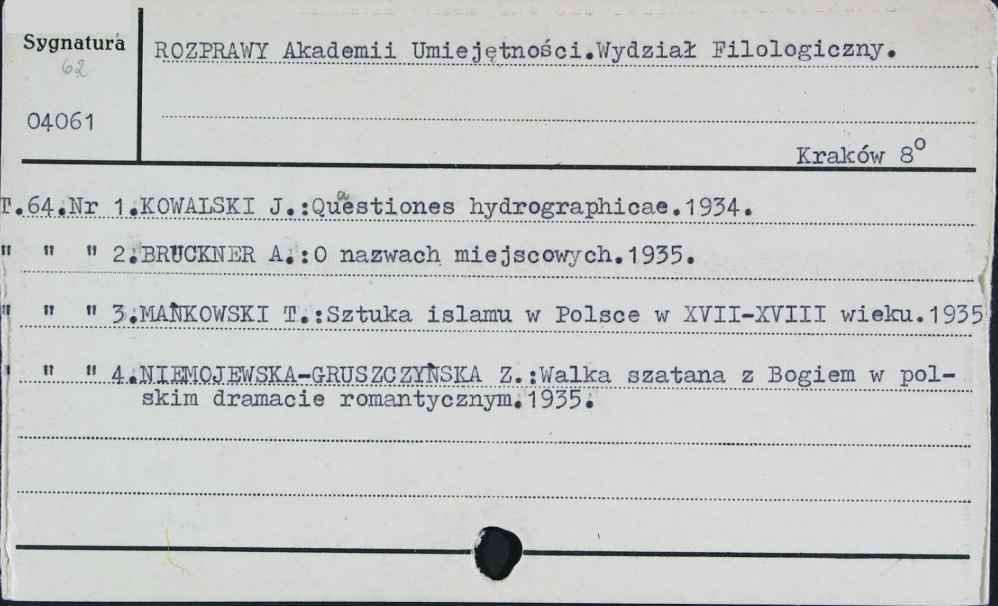 Sygnatura
62
04061
ROZPRAWY Akademii Umiejętności.Wydział Filologiczny.
Kraków 8°
T.64.Nr 1.KOWALSKI J.:Quaestiones hydrographicae.1934.
" " " 2.BRUCKNER A.:O nazwach miejscowych.1935.
" " " 3.MAŃKOWSKI T.:Sztuka islamu w Polsce w XVII-XVIII wieku.1935
" " " 4.NIEMOJEWSKA-GRUSZCZYŃSKA Z.:Walka szatana z Bogiem w pol-
skim dramacie romantycznym.1935.